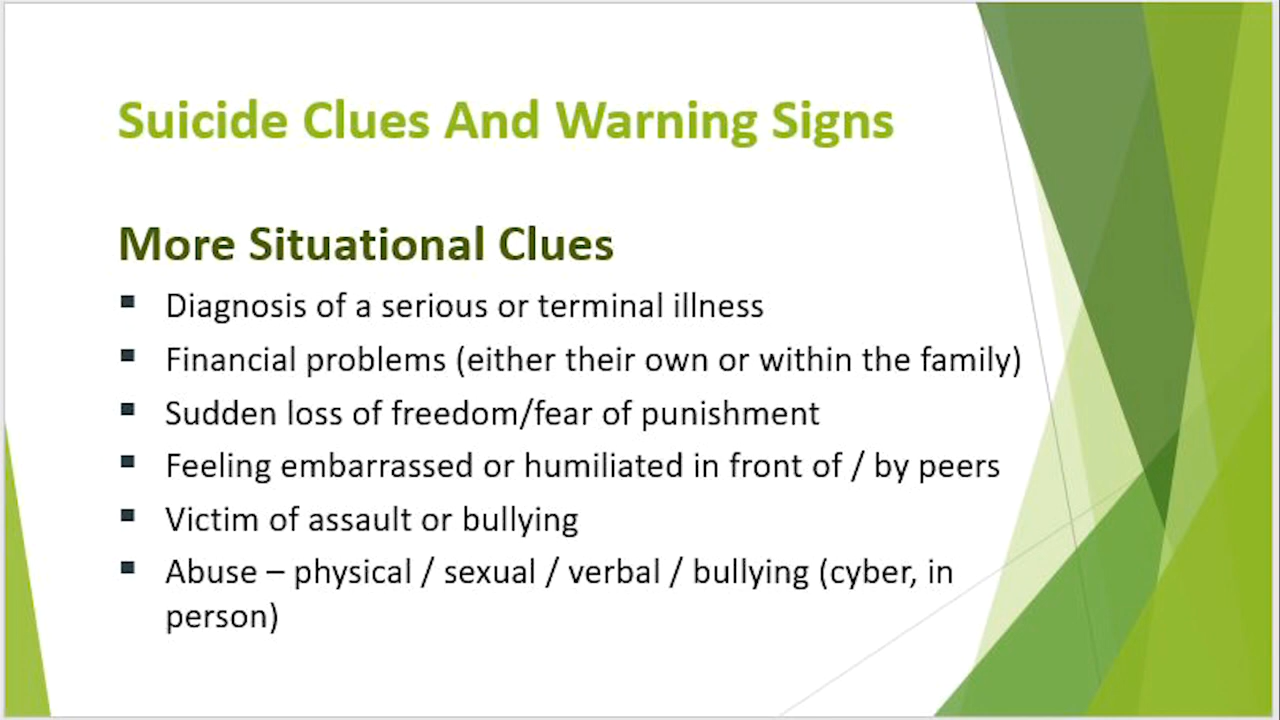 Suicide Clues And Warning Signs
More Situational Clues
▪ Diagnosis of a serious or terminal illness
▪ Financial problems (either their own or within the family)
▪ Sudden loss of freedom/fear of punishment
▪ Feeling embarrassed or humiliated in front of / by peers
▪ Victim of assault or bullying
▪ Abuse – physical / sexual / verbal / bullying (cyber, in
person)